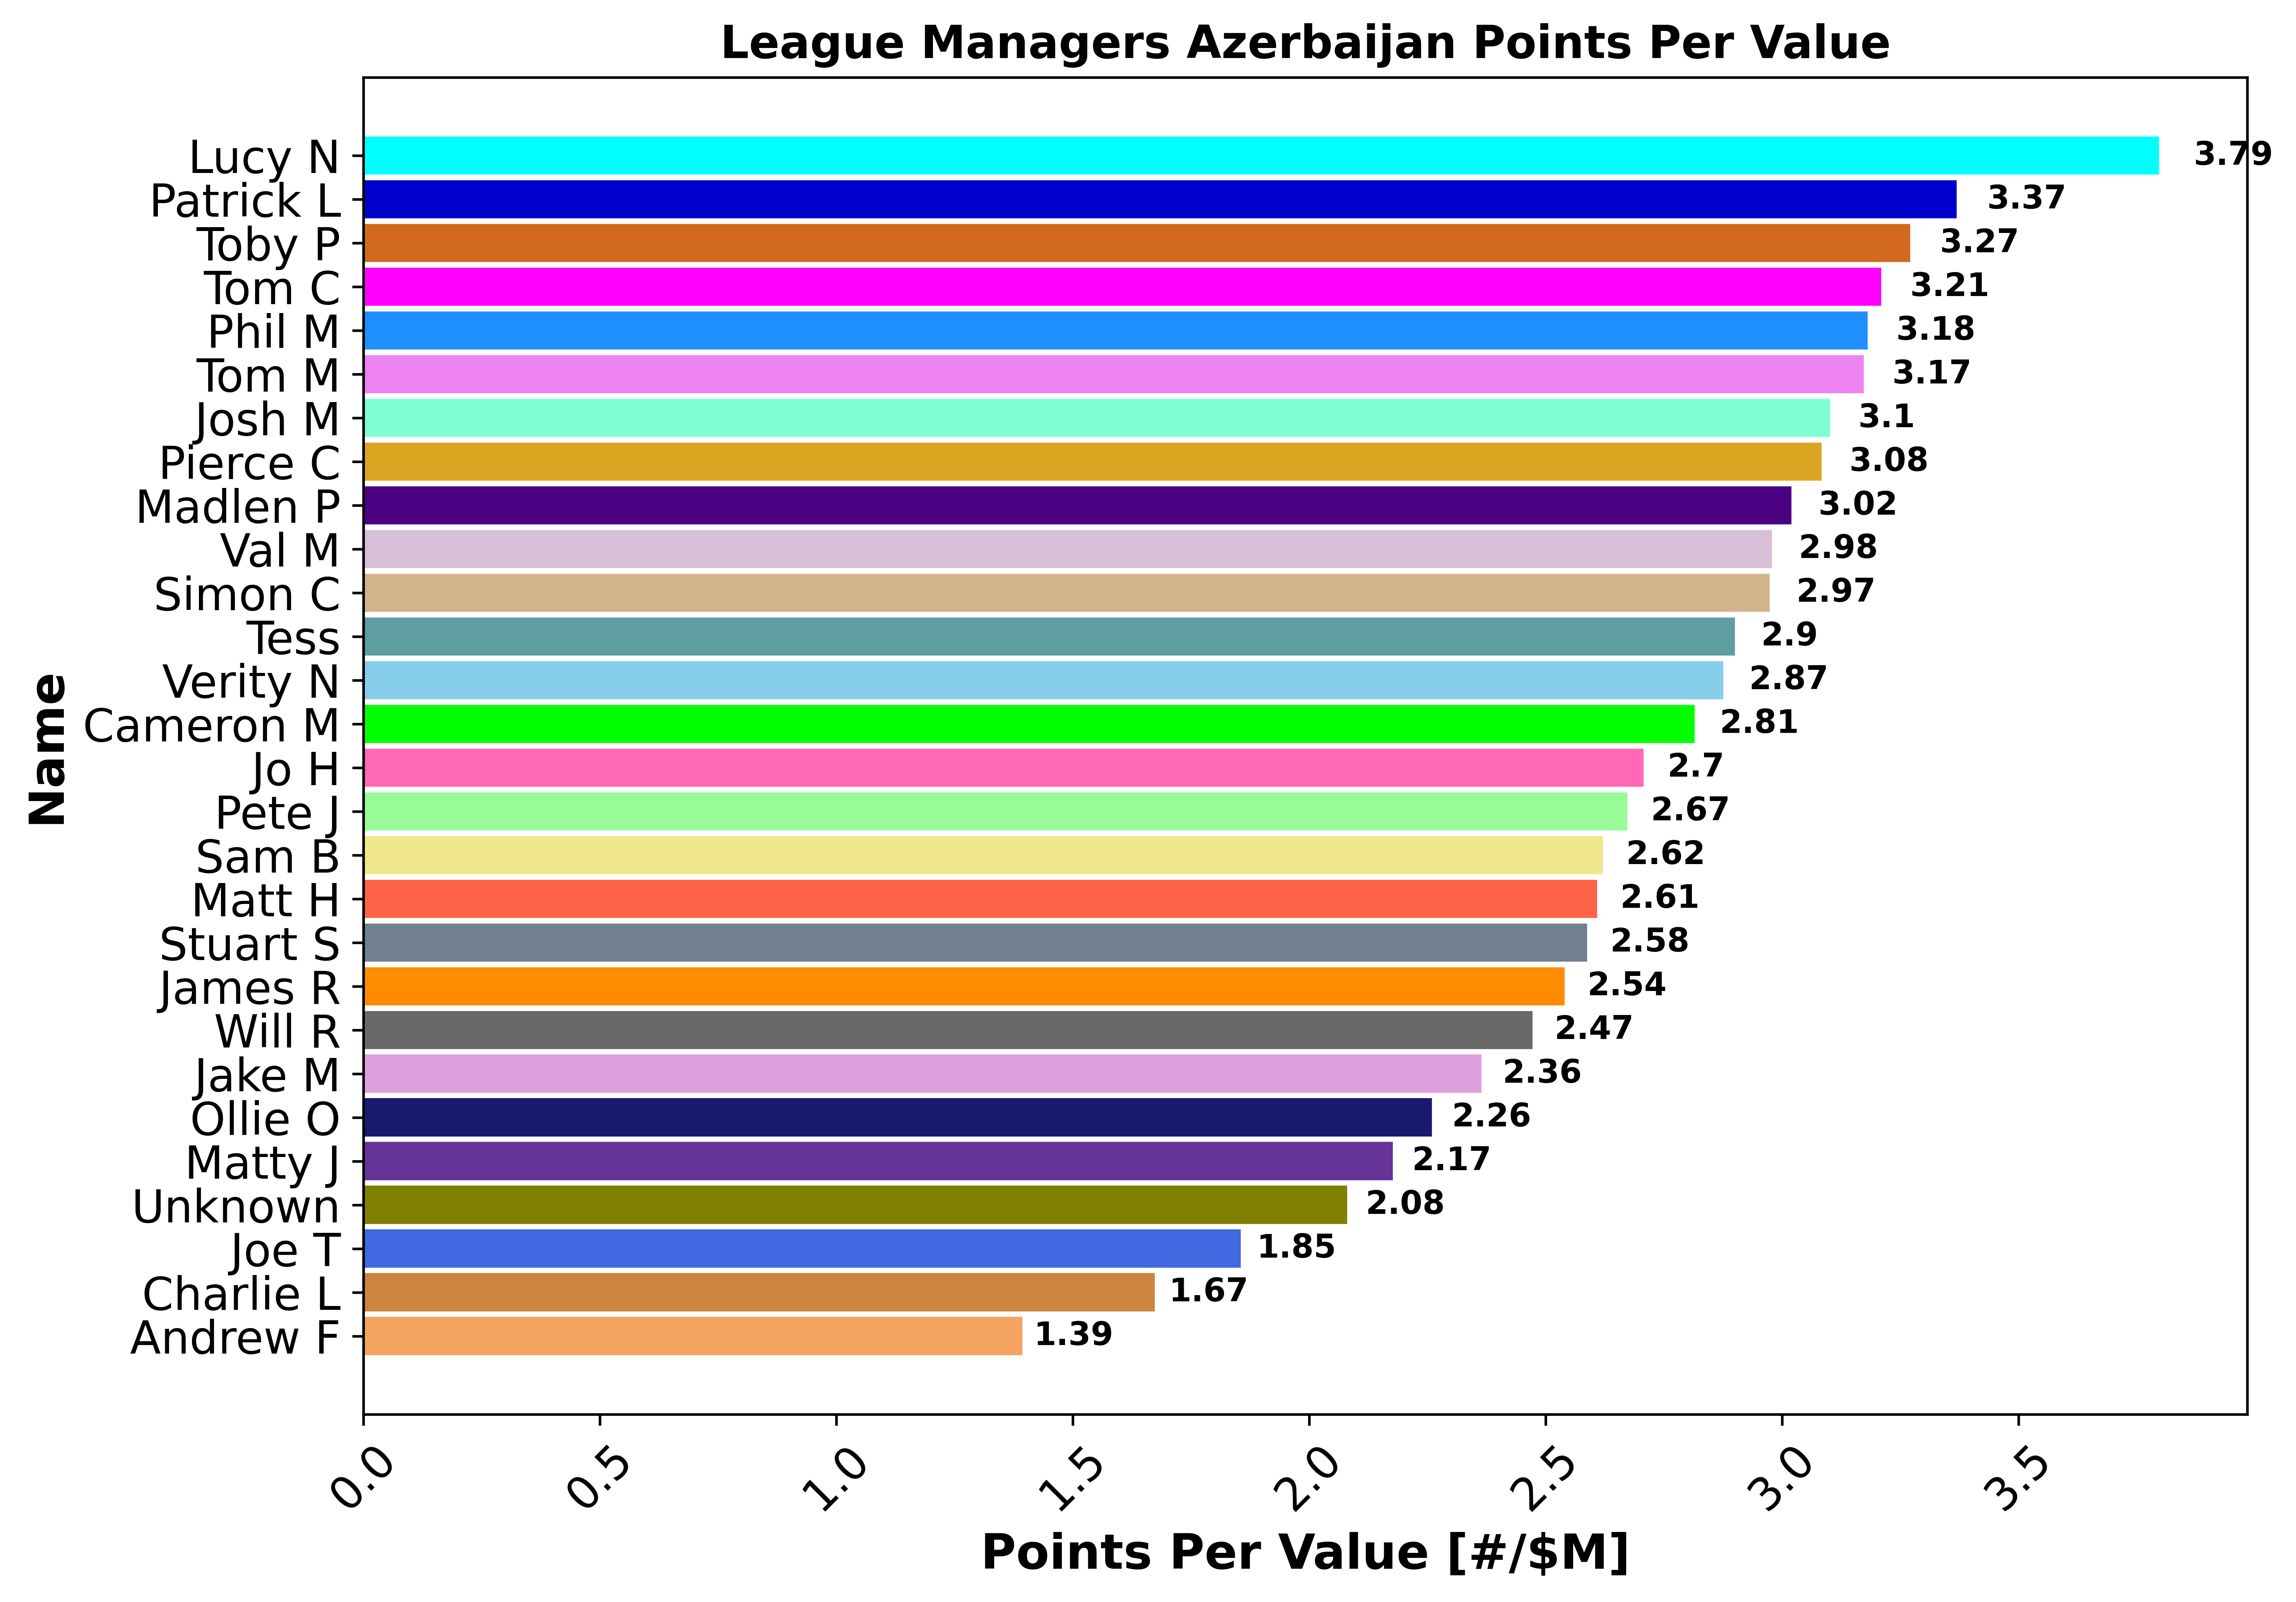 League Managers Azerbaijan Points Per Value
Name
Lucy N 3.79
Patrick L 3.37
Toby P 3.27
Tom C 3.21
Phil M 3.18
Tom M 3.17
Josh M 3.1
Pierce C 3.08
Madlen P 3.02
Val M 2.98
Simon C 2.97
Tess 2.9
Verity N 2.87
Cameron M 2.81
Jo H 2.7
Pete J 2.67
Sam B 2.62
Matt H 2.61
Stuart S 2.58
James R 2.54
Will R 2.47
Jake M 2.36
Ollie O 2.26
Matty J 2.17
Unknown 2.08
Joe T 1.85
Charlie L 1.67
Andrew F 1.39
0.0 0.5 1.0 1.5 2.0 2.5 3.0 3.5
Points Per Value [#/$M]